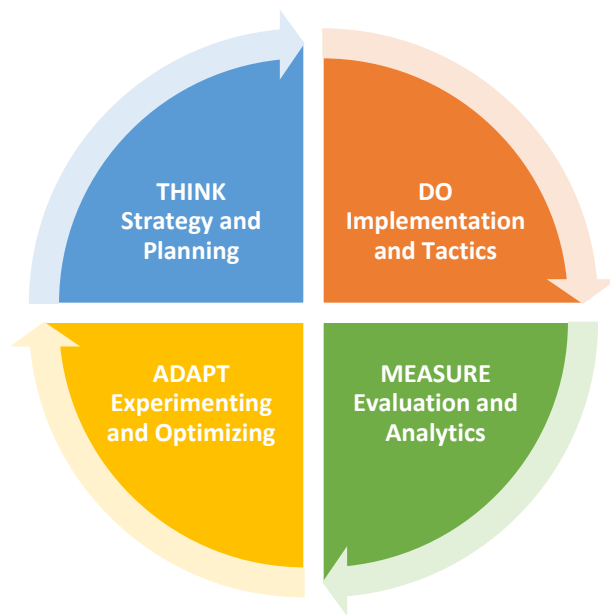 THINK
Strategy and
Planning
DO
Implementation
and Tactics
ADAPT
Experimenting
and Optimizing
MEASURE
Evaluation and
Analytics